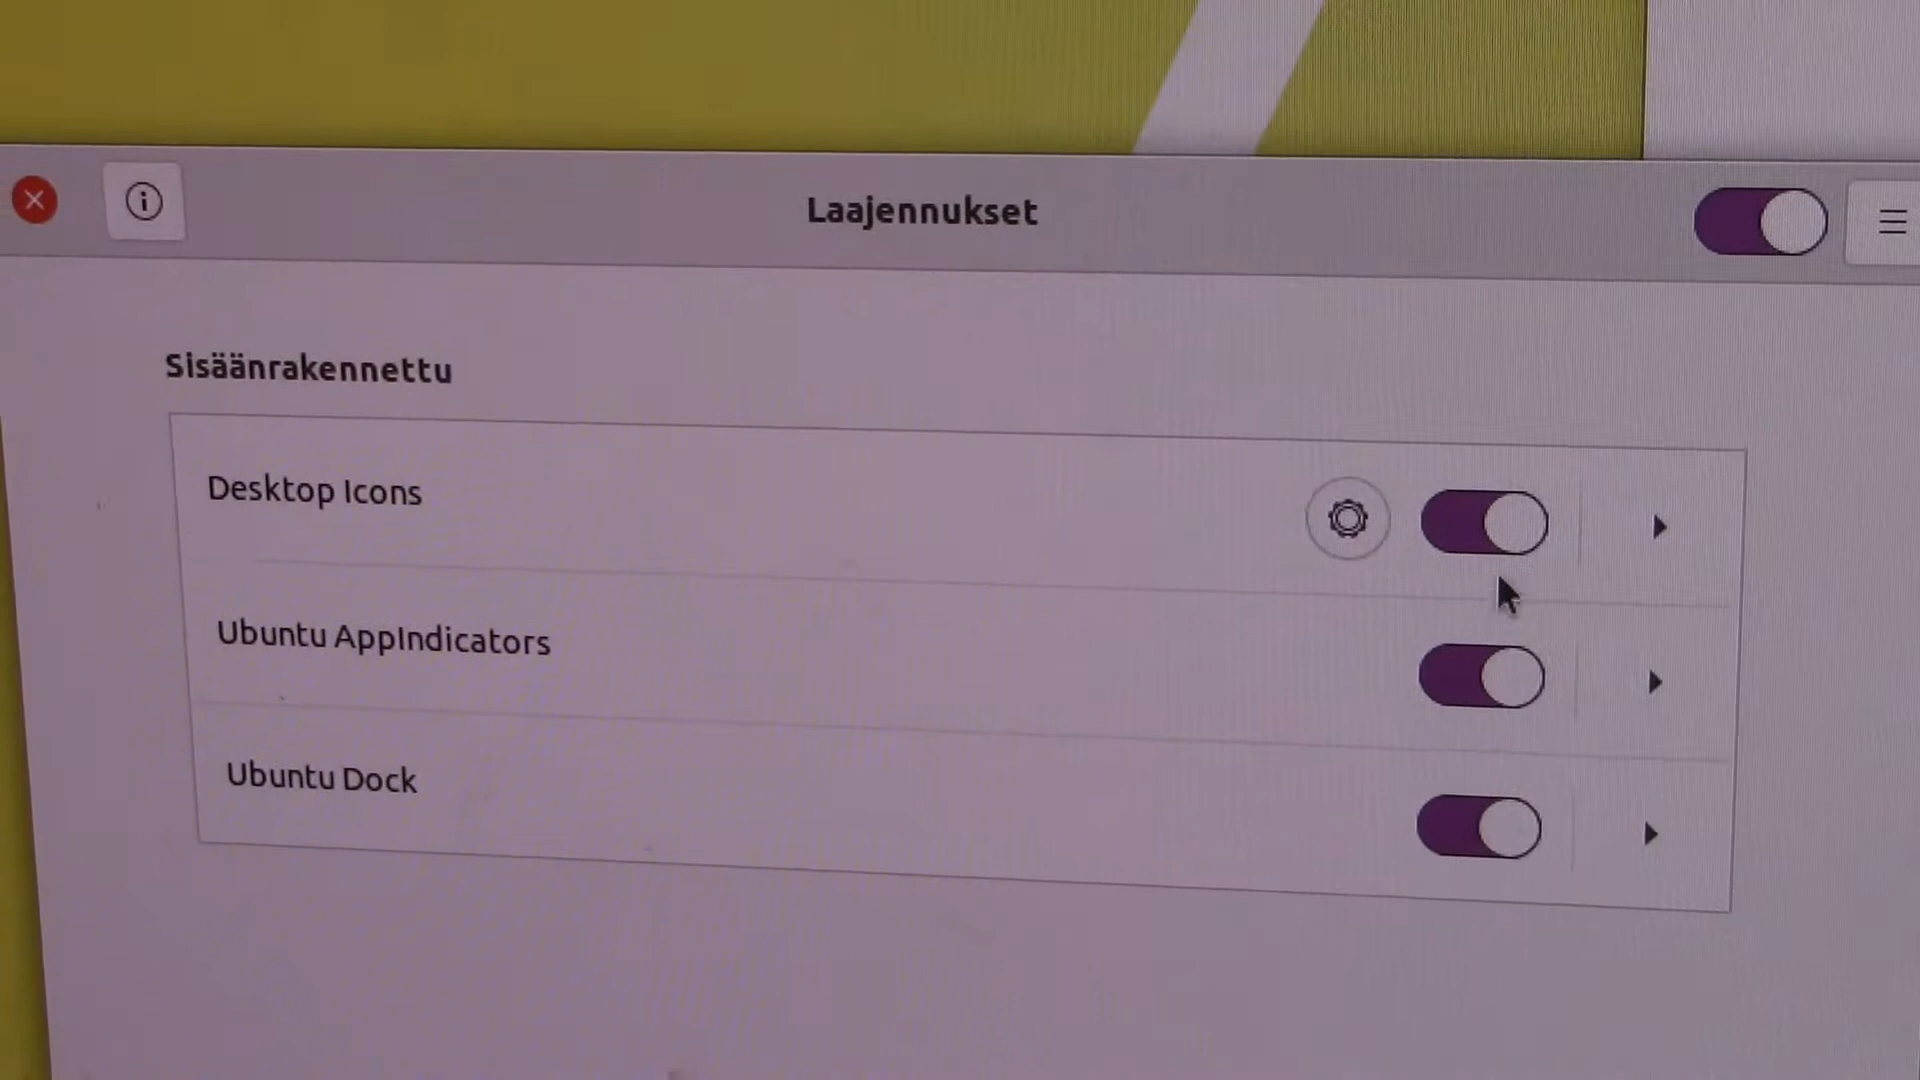 Laajennukset
Sisäänrakennettu
Desktop Icons
Ubuntu AppIndicators
Ubuntu Dock